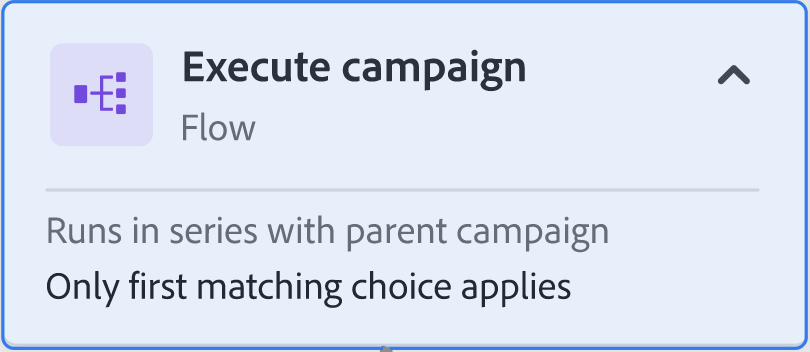 Execute campaign
Flow
Runs in series with parent campaign
Only first matching choice applies